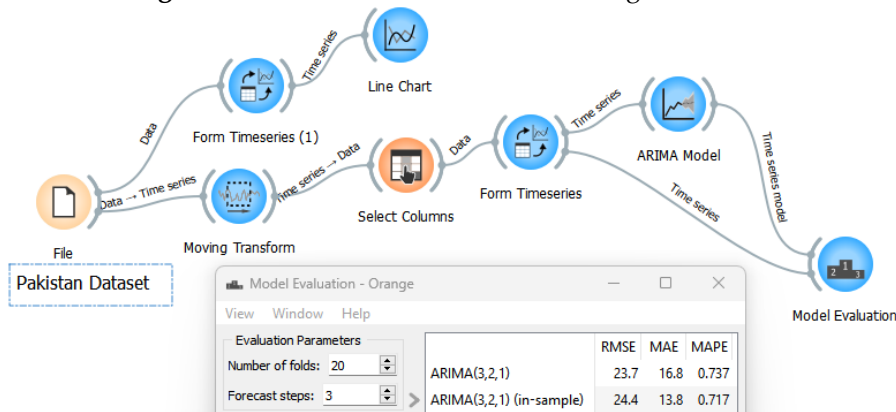 Time series
Line Chart
Data
Form Timeseries (1)
Time series
ARIMA Model
Data → Time series
Time series → Data
Data
Form Timeseries
Time series
Time series model
File
Moving Transform
Select Columns
Pakistan Dataset
Model Evaluation
Model Evaluation - Orange
View Window Help
Evaluation Parameters
Number of folds: 20
Forecast steps: 3
RMSE MAE MAPE
ARIMA(3,2,1) 23.7 16.8 0.737
ARIMA(3,2,1) (in-sample) 24.4 13.8 0.717